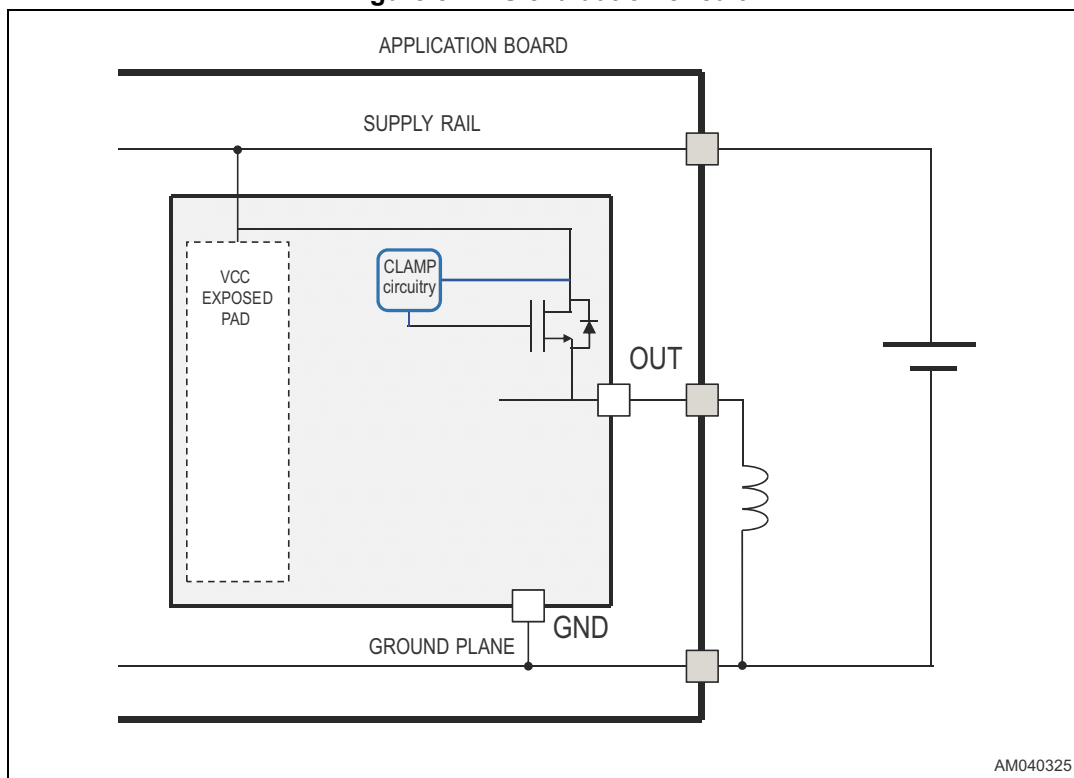 APPLICATION BOARD
SUPPLY RAIL
CLAMP
circuitry
VCC
EXPOSED
PAD
OUT
GND
GROUND PLANE
AM040325